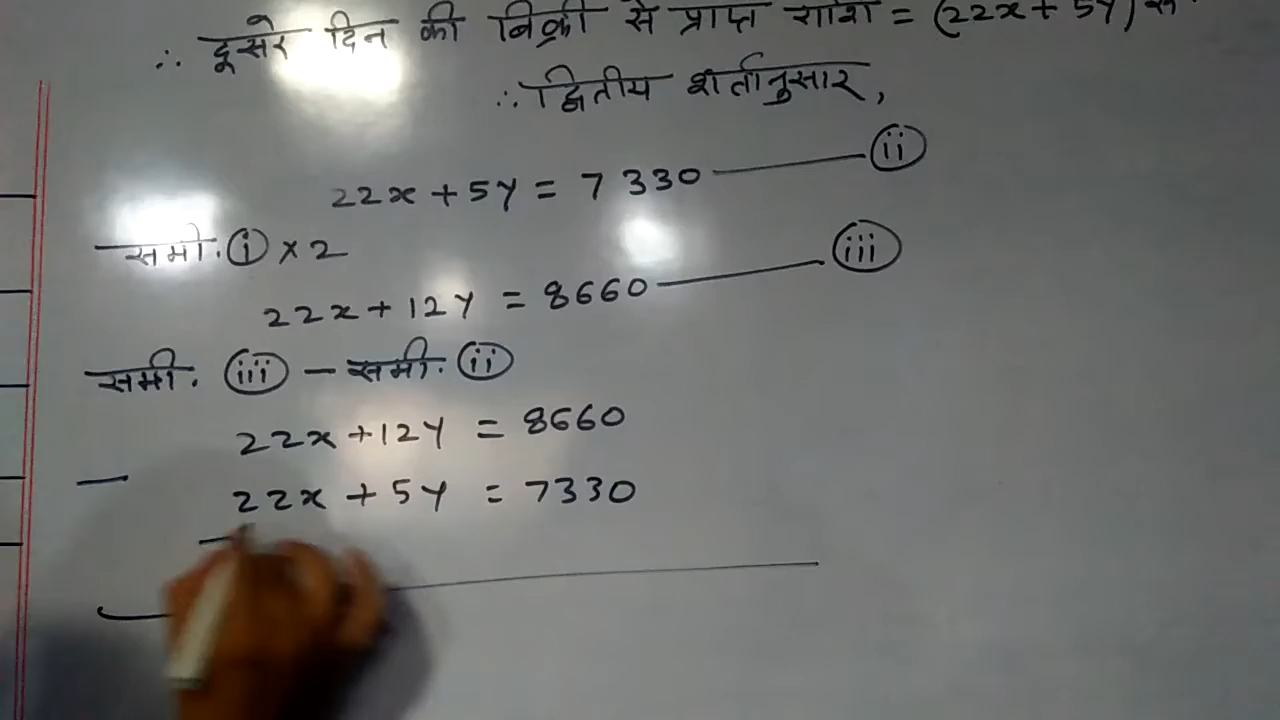 ∴ दूसरे दिन की बिक्री से प्राप्त राशि = (22x + 5y) रु॰
∴ द्वितीय शर्तानुसार,
22x + 5y = 7330 ——— (ii)
समी. (i) × 2
22x + 12y = 8660 ——— (iii)
समी. (iii) – समी. (ii)
22x + 12y = 8660
– 22x + 5y = 7330
–